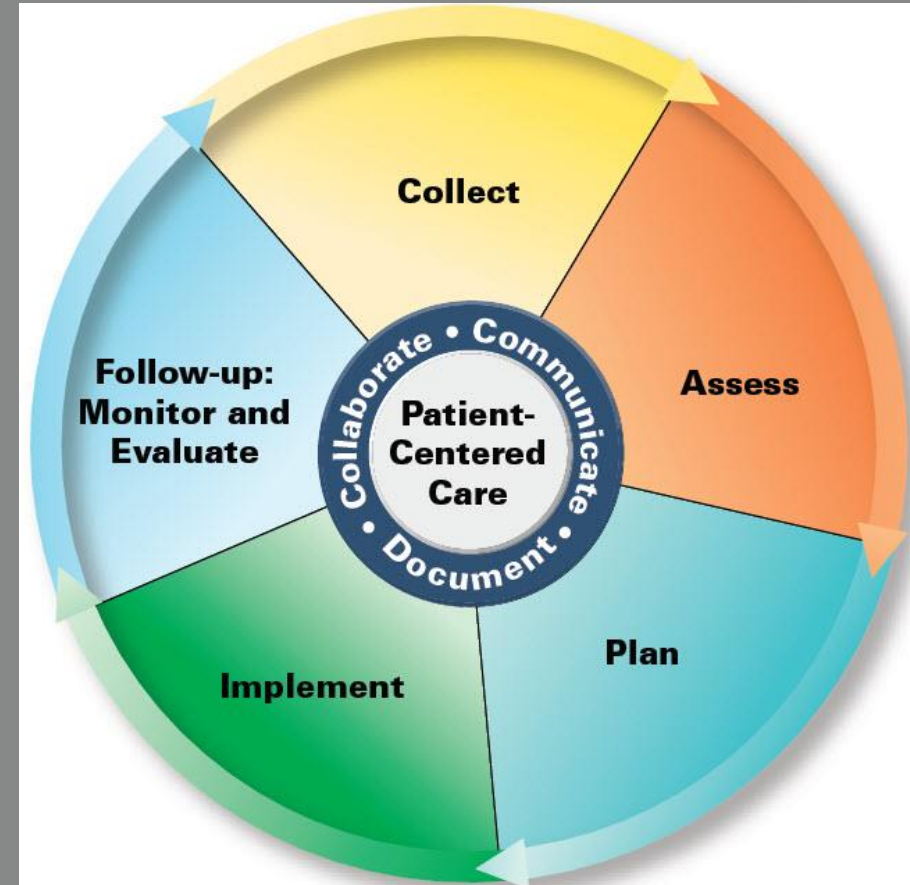 Collect
Assess
Plan
Implement
Follow-up:
Monitor and
Evaluate
Collaborate • Communicate • Document •
Patient-
Centered
Care